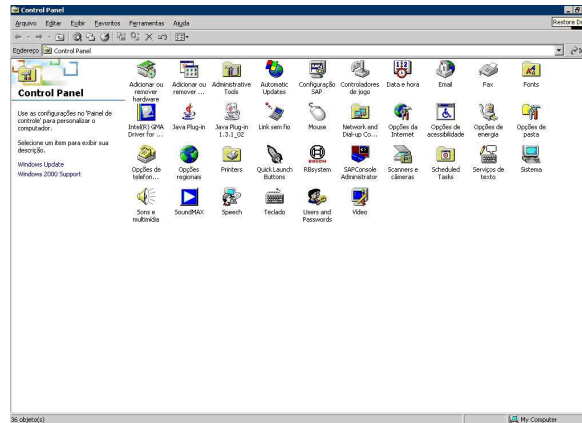 Control Panel
Arquivo Editar Exibir Favoritos Ferramentas Ajuda
Restore Do
Endereço Control Panel
Control Panel
Use as configurações no 'Painel de
controle' para personalizar o
computador.
Selecione um item para exibir sua
descrição.
Windows Update
Windows 2000 Support
Adicionar ou
remover
hardware
Adicionar ou
remover ...
Administrative
Tools
Automatic
Updates
Configuração
SAP
Controladores
de jogo
Data e hora
Email
Fax
Fonts
Intel(R) GMA
Driver for ...
Java Plug-in
Java Plug-in
1.3.1_02
Link sem fio
Mouse
Network and
Dial-up Co...
Opções da
Internet
Opções de
acessibilidade
Opções de
energia
Opções de
pasta
Opções de
telefon...
Opções
regionais
Printers
Quick Launch
Buttons
RBsystem
SAPConsole
Administrator
Scanners e
câmeras
Scheduled
Tasks
Serviços de
texto
Sistema
Sons e
multimídia
SoundMAX
Speech
Teclado
Users and
Passwords
Vídeo
36 objeto(s)
My Computer